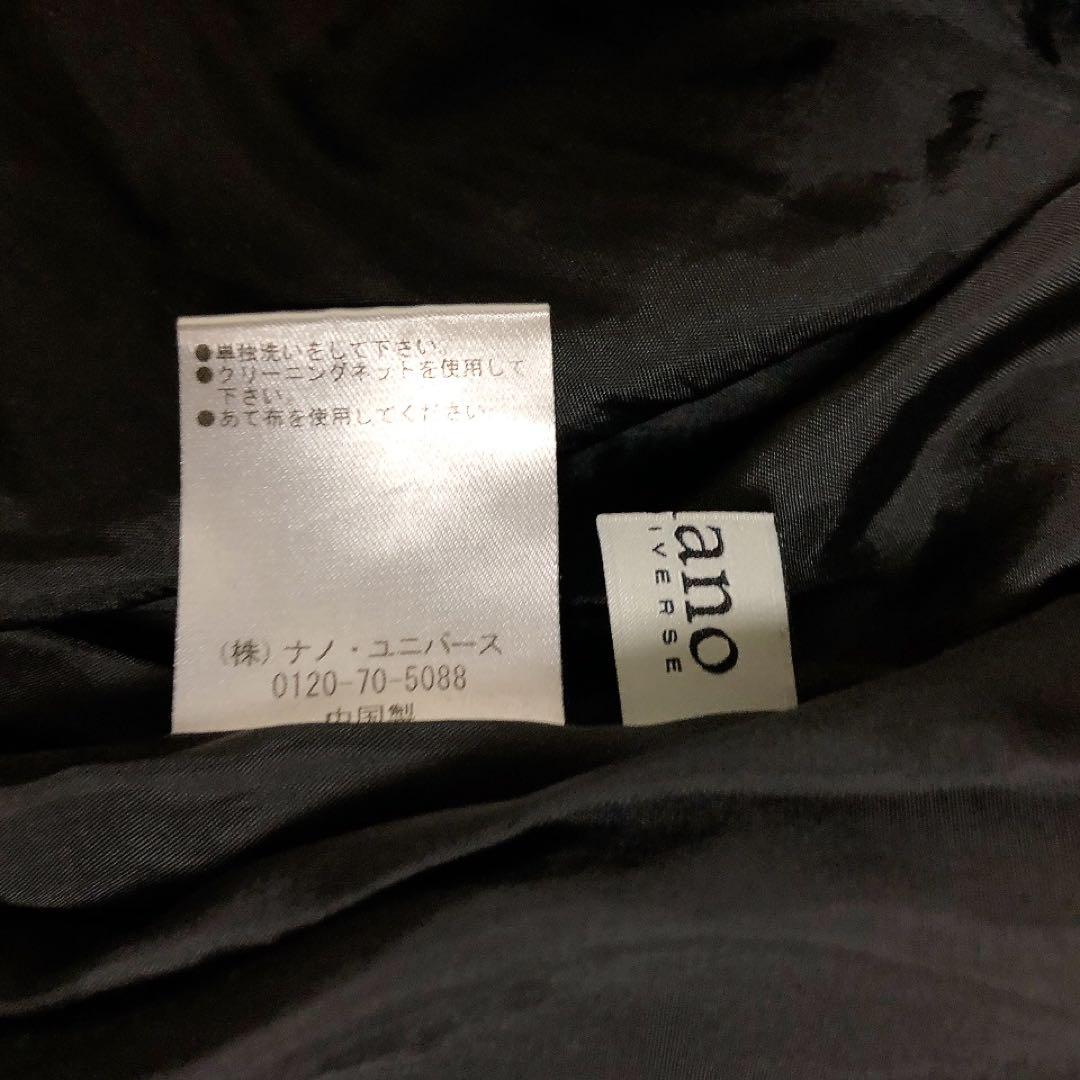 ●単独洗いをして下さい。
●クリーニングネットを使用して
下さい。
●あて布を使用してください。
(株)ナノ・ユニバース
0120-70-5088
中国製
ano
IVERSE